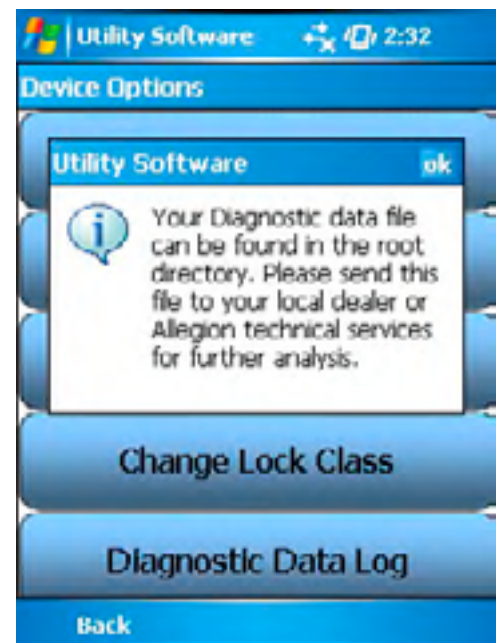 Utility Software 2:32
Device Options
Utility Software ok
Your Diagnostic data file
can be found in the root
directory. Please send this
file to your local dealer or
Allegion technical services
for further analysis.
Change Lock Class
Diagnostic Data Log
Back